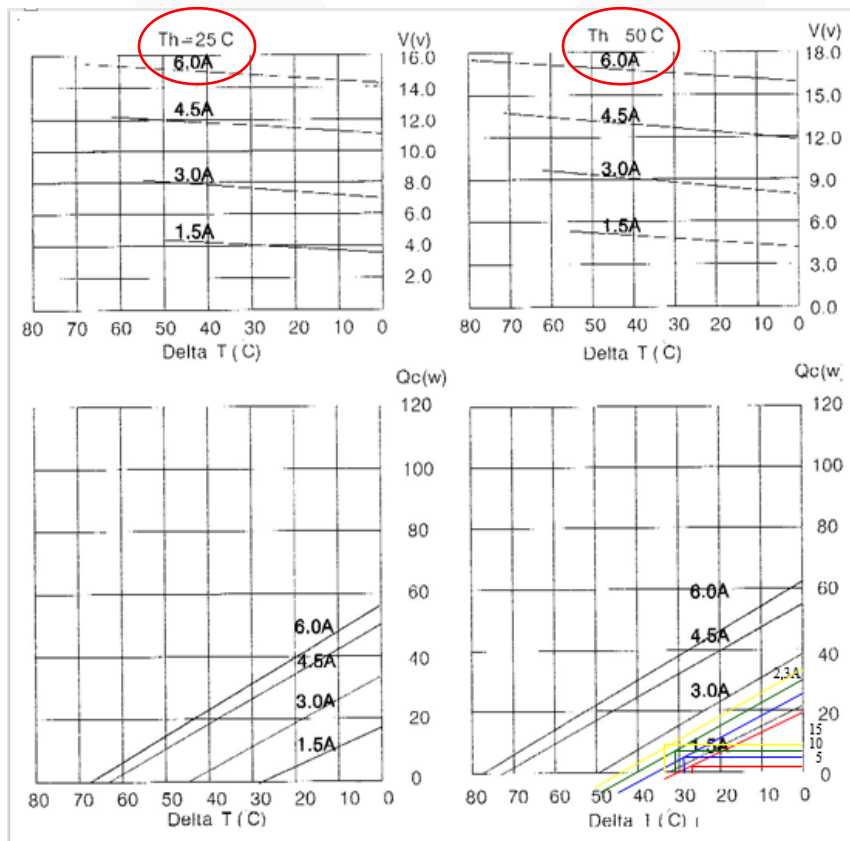 Th=25 C
V(v)
6.0A
16.0
14.0
4.5A
12.0
10.0
3.0A
8.0
6.0
1.5A
4.0
2.0
80 70 60 50 40 30 20 10 0
Delta T (C)
Th 50 C
V(v)
18.0
6.0A
15.0
4.5A
12.0
3.0A
9.0
1.5A
6.0
3.0
0.0
80 70 60 50 40 30 20 10 0
Delta T (C)
Qc(w)
120
100
80
60
6.0A
4.5A
40
3.0A
20
1.5A
0
80 70 60 50 40 30 20 10 0
Delta T (C)
Qc(w)
120
100
80
60
6.0A
4.5A
40
2,3A
3.0A
20
15
1.5A
10
5
0
80 70 60 50 40 30 20 10 0
Delta T (C)